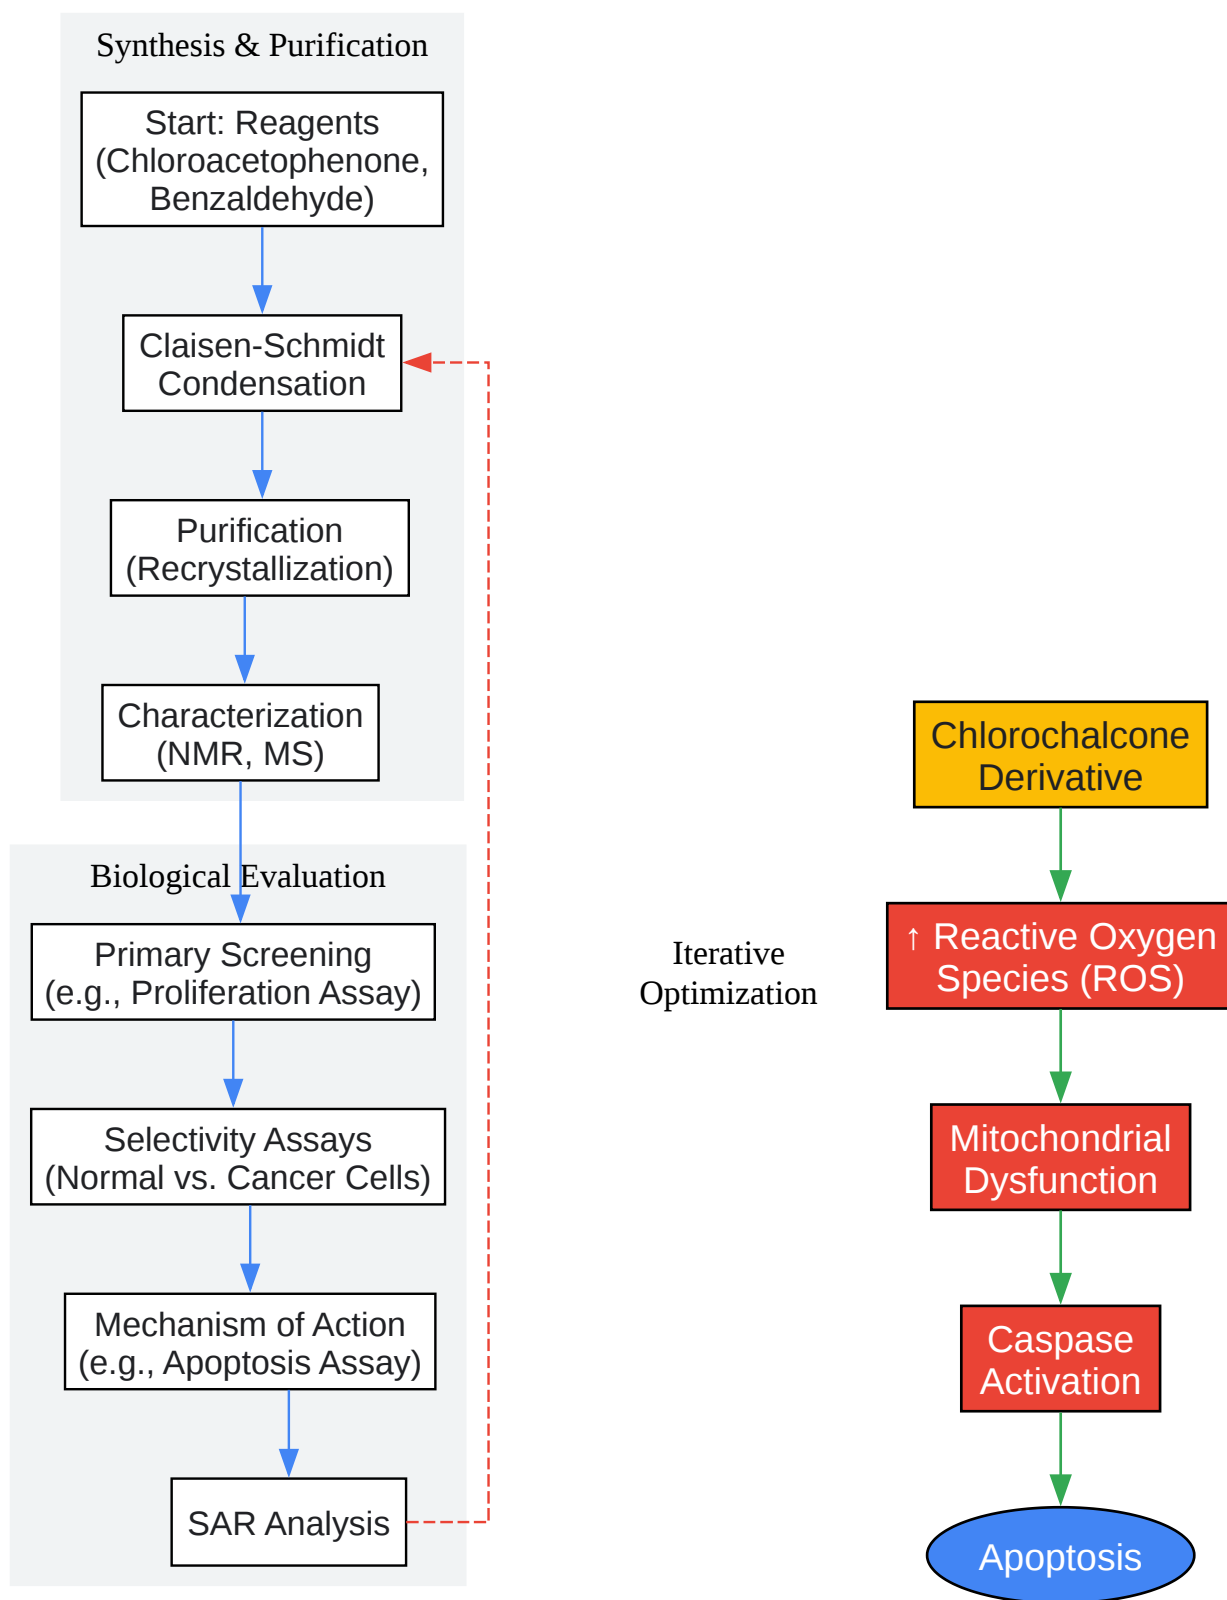 Synthesis & Purification
Start: Reagents
(Chloroacetophenone,
Benzaldehyde)
Claisen-Schmidt
Condensation
Purification
(Recrystallization)
Characterization
(NMR, MS)
Biological Evaluation
Primary Screening
(e.g., Proliferation Assay)
Selectivity Assays
(Normal vs. Cancer Cells)
Mechanism of Action
(e.g., Apoptosis Assay)
SAR Analysis
Iterative
Optimization
Chlorochalcone
Derivative
↑ Reactive Oxygen
Species (ROS)
Mitochondrial
Dysfunction
Caspase
Activation
Apoptosis